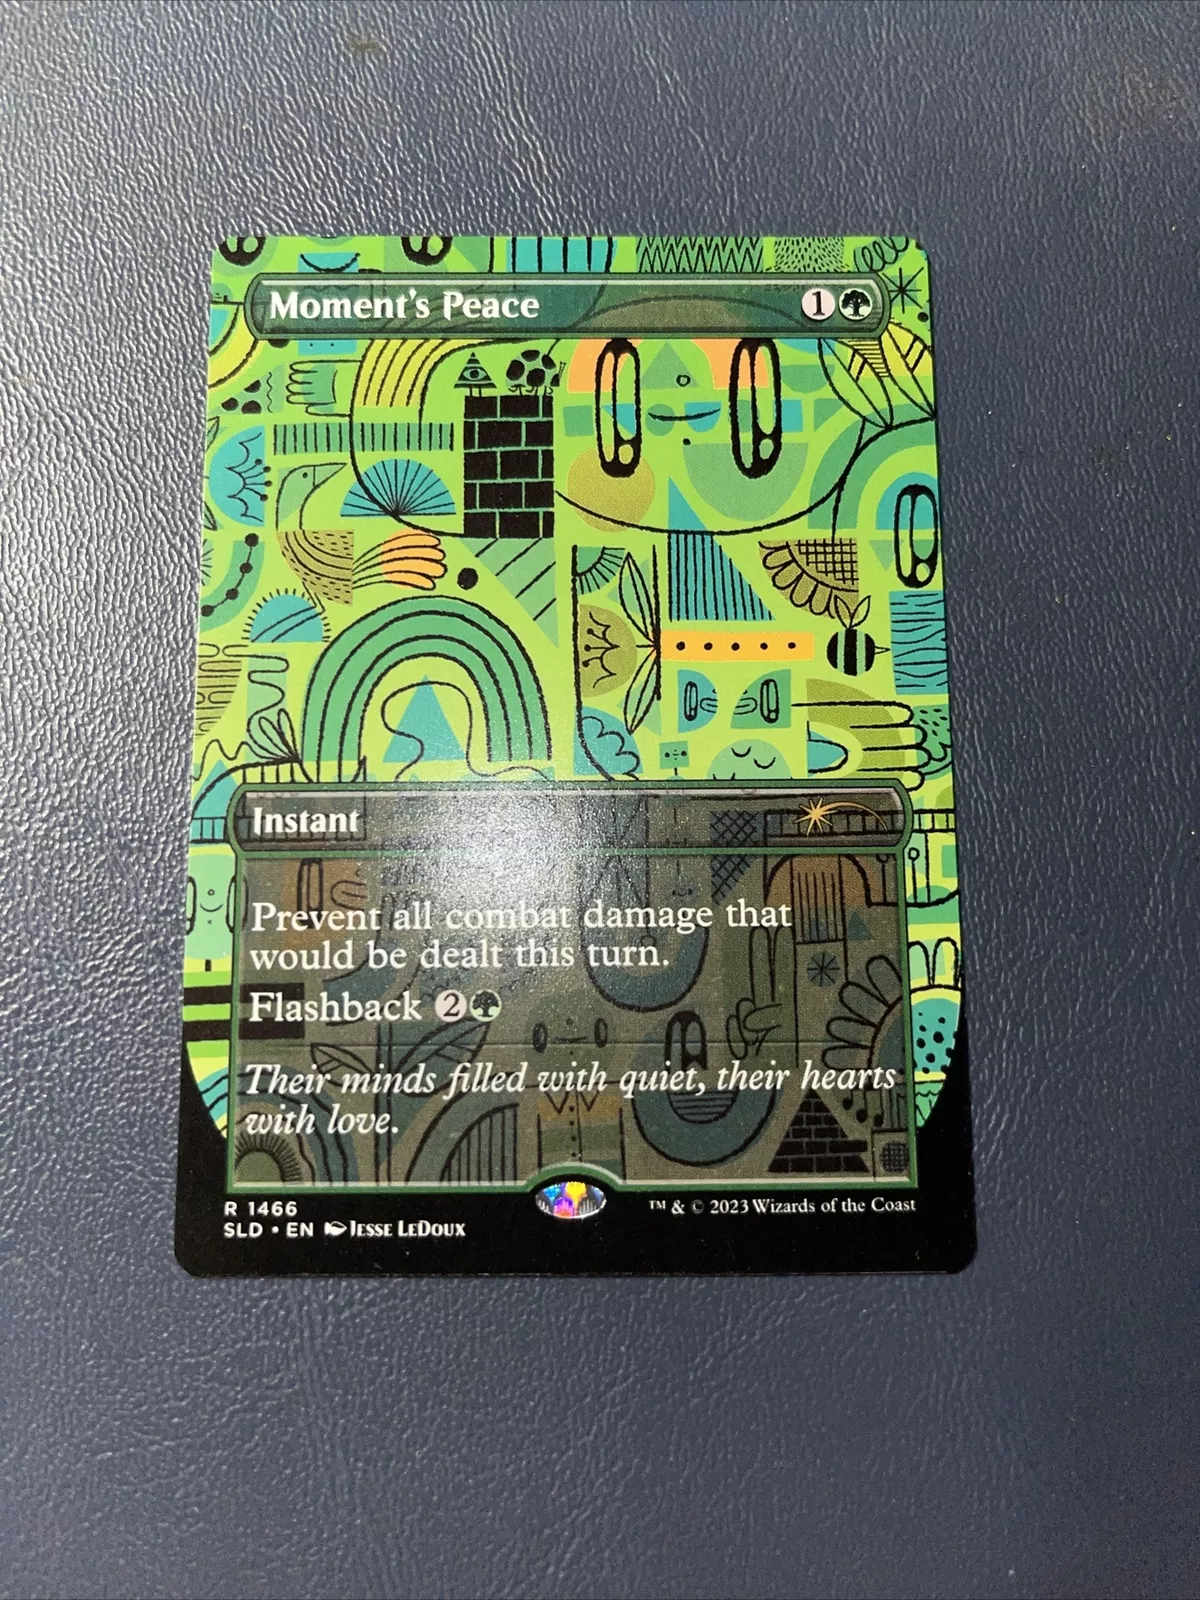 Moment's Peace 1
Instant
Prevent all combat damage that
would be dealt this turn.
Flashback 2
Their minds filled with quiet, their hearts
with love.
R 1466
SLD • EN Jesse LeDoux
™ & © 2023 Wizards of the Coast